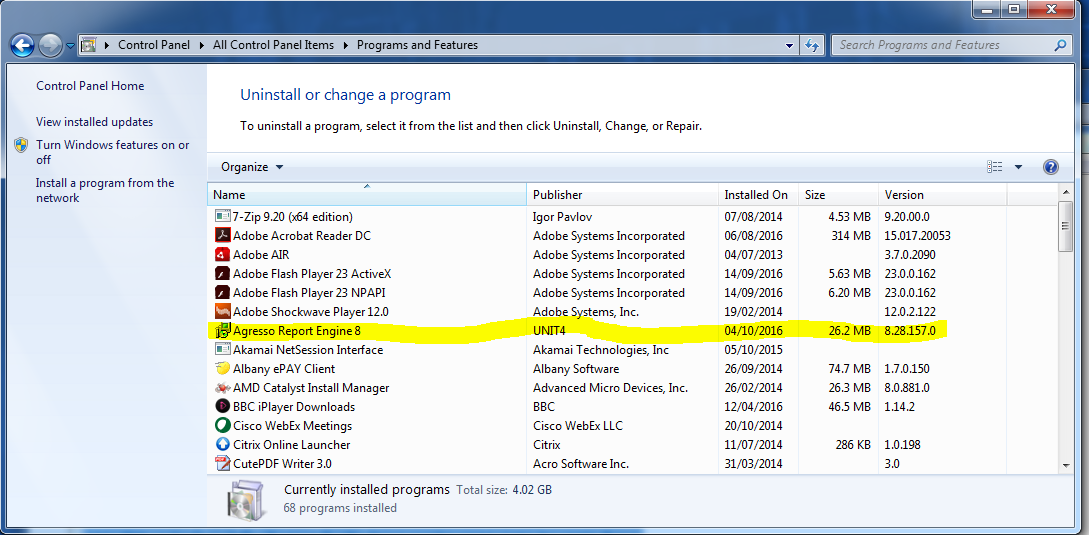 Control Panel All Control Panel Items Programs and Features Search Programs and Features
Control Panel Home
View installed updates
Turn Windows features on or
off
Install a program from the
network
Uninstall or change a program
To uninstall a program, select it from the list and then click Uninstall, Change, or Repair.
Organize
Name Publisher Installed On Size Version
7-Zip 9.20 (x64 edition) Igor Pavlov 07/08/2014 4.53 MB 9.20.00.0
Adobe Acrobat Reader DC Adobe Systems Incorporated 06/08/2016 314 MB 15.017.20053
Adobe AIR Adobe Systems Incorporated 04/07/2013 3.7.0.2090
Adobe Flash Player 23 ActiveX Adobe Systems Incorporated 14/09/2016 5.63 MB 23.0.0.162
Adobe Flash Player 23 NPAPI Adobe Systems Incorporated 14/09/2016 6.20 MB 23.0.0.162
Adobe Shockwave Player 12.0 Adobe Systems, Inc. 19/02/2014 12.0.2.122
Agresso Report Engine 8 UNIT4 04/10/2016 26.2 MB 8.28.157.0
Akamai NetSession Interface Akamai Technologies, Inc 05/10/2015
Albany ePAY Client Albany Software 26/09/2014 74.7 MB 1.7.0.150
AMD Catalyst Install Manager Advanced Micro Devices, Inc. 26/02/2014 26.3 MB 8.0.881.0
BBC iPlayer Downloads BBC 12/04/2016 46.5 MB 1.14.2
Cisco WebEx Meetings Cisco WebEx LLC 20/10/2014
Citrix Online Launcher Citrix 11/07/2014 286 KB 1.0.198
CutePDF Writer 3.0 Acro Software Inc. 31/03/2014 3.0
Currently installed programs Total size: 4.02 GB
68 programs installed